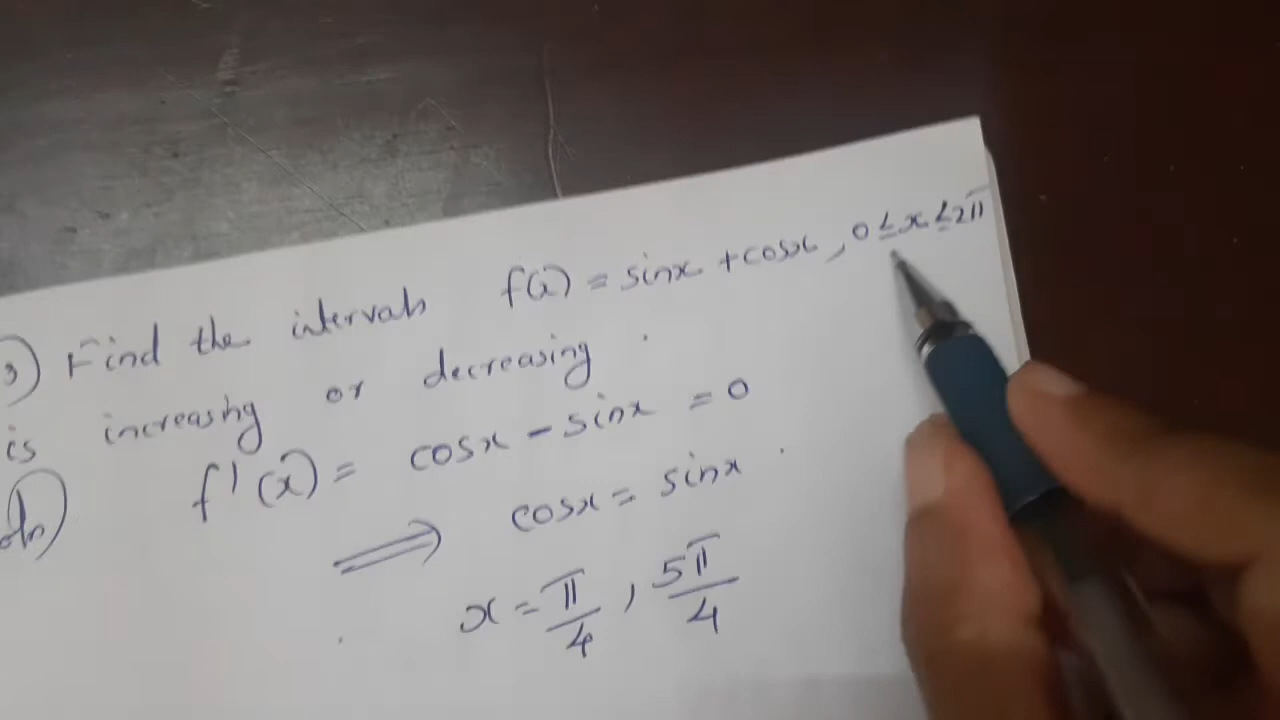 3) Find the intervals f(x) = sinx + cosx, 0 ≤ x ≤ 2π
is increasing or decreasing.
Soln) f'(x) = cosx - sinx = 0
⟹ cosx = sinx.
x = π/4, 5π/4